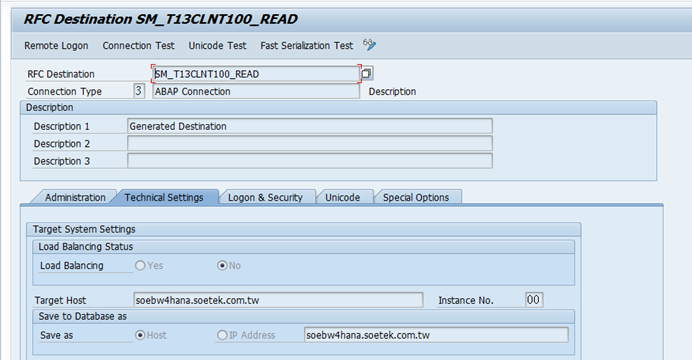 RFC Destination SM_T13CLNT100_READ
Remote Logon Connection Test Unicode Test Fast Serialization Test
RFC Destination SM_T13CLNT100_READ
Connection Type 3 ABAP Connection Description
Description
Description 1 Generated Destination
Description 2
Description 3
Administration Technical Settings Logon & Security Unicode Special Options
Target System Settings
Load Balancing Status
Load Balancing Yes No
Target Host soebw4hana.soetek.com.tw Instance No. 00
Save to Database as
Save as Host IP Address soebw4hana.soetek.com.tw